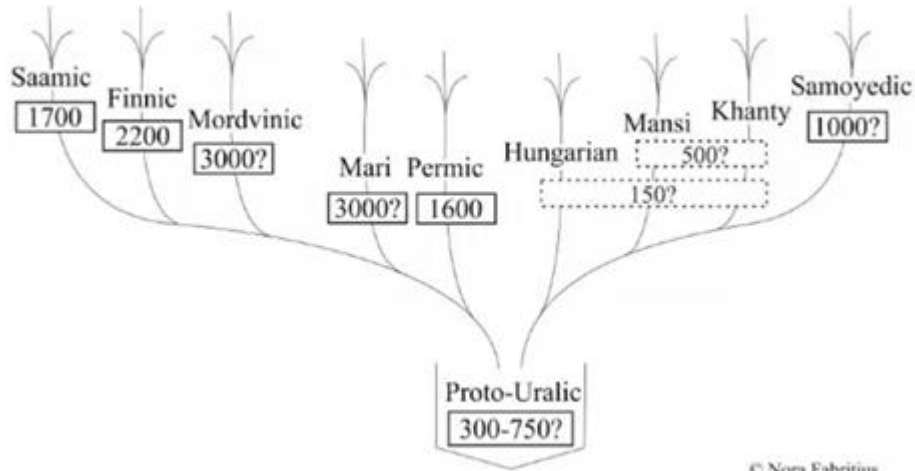 Saamic
1700
Finnic
2200
Mordvinic
3000?
Mari
3000?
Permic
1600
Hungarian
Mansi
Khanty
500?
150?
Samoyedic
1000?
Proto-Uralic
300-750?
© Nora Fabritius